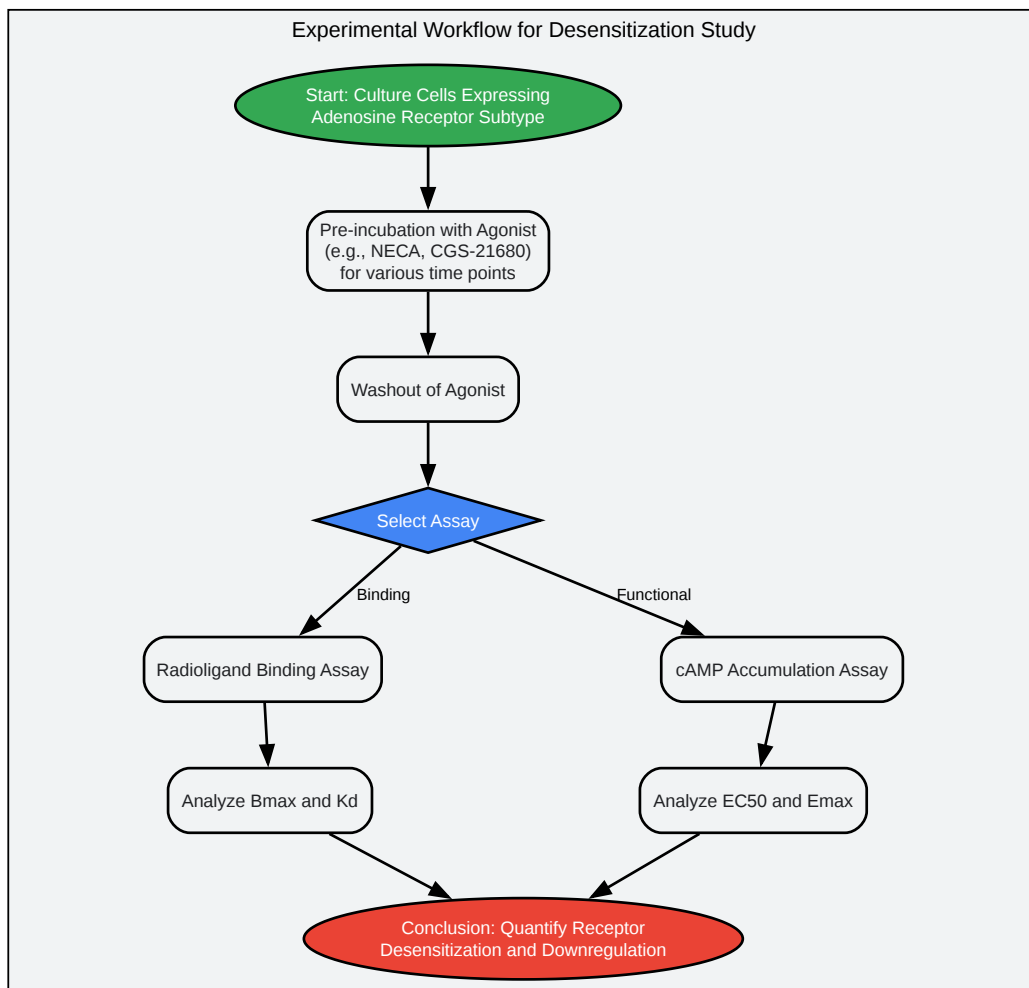 Experimental Workflow for Desensitization Study
Start: Culture Cells Expressing
Adenosine Receptor Subtype
Pre-incubation with Agonist
(e.g., NECA, CGS-21680)
for various time points
Washout of Agonist
Select Assay
Binding
Functional
Radioligand Binding Assay
cAMP Accumulation Assay
Analyze Bmax and Kd
Analyze EC50 and Emax
Conclusion: Quantify Receptor
Desensitization and Downregulation